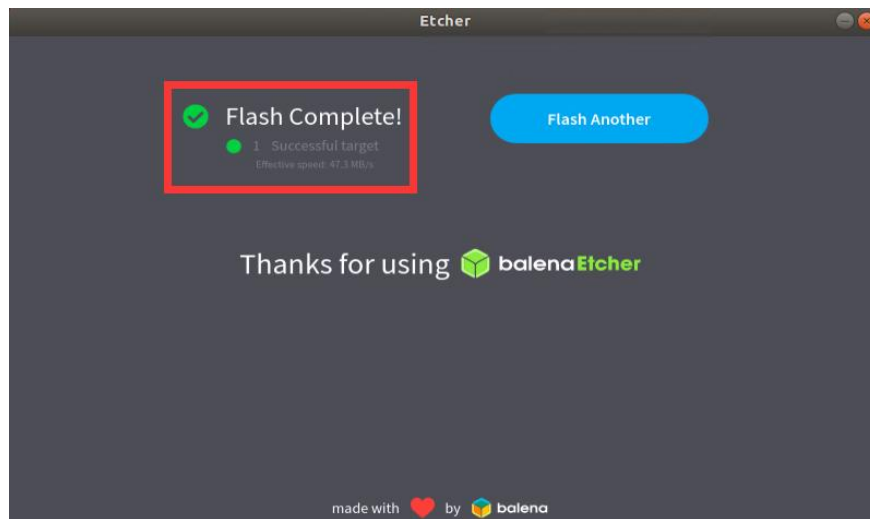 Etcher
Flash Complete!
1 Successful target
Effective speed: 47.3 MB/s
Flash Another
Thanks for using balenaEtcher
made with by balena